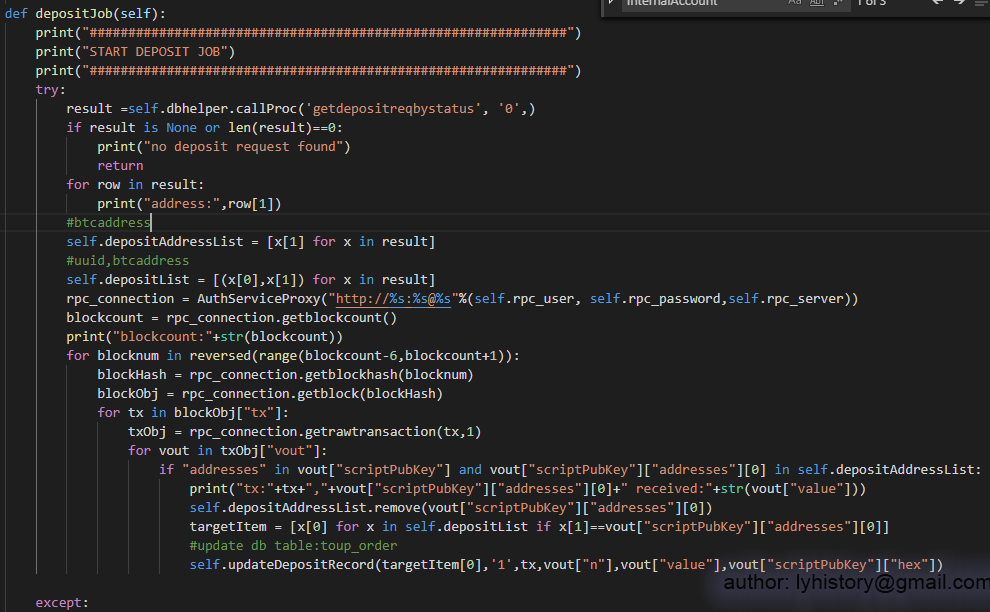 InternalAccount Aa Abl .* 1 of 3
def depositJob(self):
print("##############################################################")
print("START DEPOSIT JOB")
print("##############################################################")
try:
result =self.dbhelper.callProc('getdepositreqbystatus', '0',)
if result is None or len(result)==0:
print("no deposit request found")
return
for row in result:
print("address:",row[1])
#btcaddress
self.depositAddressList = [x[1] for x in result]
#uuid,btcaddress
self.depositList = [(x[0],x[1]) for x in result]
rpc_connection = AuthServiceProxy("http://%s:%s@%s"%(self.rpc_user, self.rpc_password,self.rpc_server))
blockcount = rpc_connection.getblockcount()
print("blockcount:"+str(blockcount))
for blocknum in reversed(range(blockcount-6,blockcount+1)):
blockHash = rpc_connection.getblockhash(blocknum)
blockObj = rpc_connection.getblock(blockHash)
for tx in blockObj["tx"]:
txObj = rpc_connection.getrawtransaction(tx,1)
for vout in txObj["vout"]:
if "addresses" in vout["scriptPubKey"] and vout["scriptPubKey"]["addresses"][0] in self.depositAddressList:
print("tx:"+tx+","+vout["scriptPubKey"]["addresses"][0]+" received:"+str(vout["value"]))
self.depositAddressList.remove(vout["scriptPubKey"]["addresses"][0])
targetItem = [x[0] for x in self.depositList if x[1]==vout["scriptPubKey"]["addresses"][0]]
#update db table:toup_order
self.updateDepositRecord(targetItem[0],'1',tx,vout["n"],vout["value"],vout["scriptPubKey"]["hex"])
author: lyhistory@gmail.com
except: